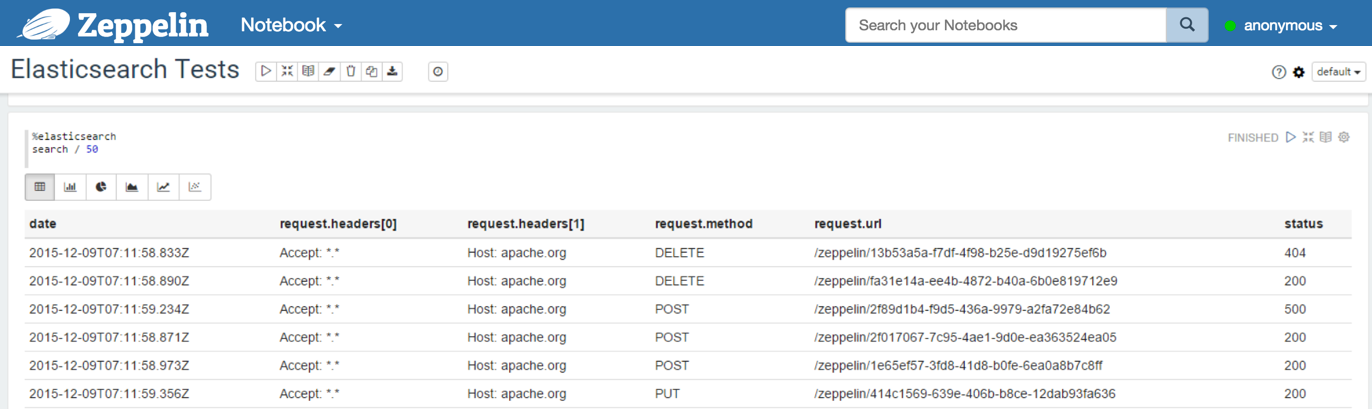 Zeppelin Notebook Search your Notebooks anonymous
Elasticsearch Tests default
%elasticsearch FINISHED
search / 50
date request.headers[0] request.headers[1] request.method request.url status
2015-12-09T07:11:58.833Z Accept: *.* Host: apache.org DELETE /zeppelin/13b53a5a-f7df-4f98-b25e-d9d19275ef6b 404
2015-12-09T07:11:58.890Z Accept: *.* Host: apache.org DELETE /zeppelin/fa31e14a-ee4b-4872-b40a-6b0e819712e9 200
2015-12-09T07:11:59.234Z Accept: *.* Host: apache.org POST /zeppelin/2f89d1b4-f9d5-436a-9979-a2fa72e84b62 500
2015-12-09T07:11:58.871Z Accept: *.* Host: apache.org POST /zeppelin/2f017067-7c95-4ae1-9d0e-ea363524ea05 200
2015-12-09T07:11:58.973Z Accept: *.* Host: apache.org POST /zeppelin/1e65ef57-3fd8-41d8-b0fe-6ea0a8b7c8ff 200
2015-12-09T07:11:59.356Z Accept: *.* Host: apache.org PUT /zeppelin/414c1569-639e-406b-b8ce-12dab93fa636 200